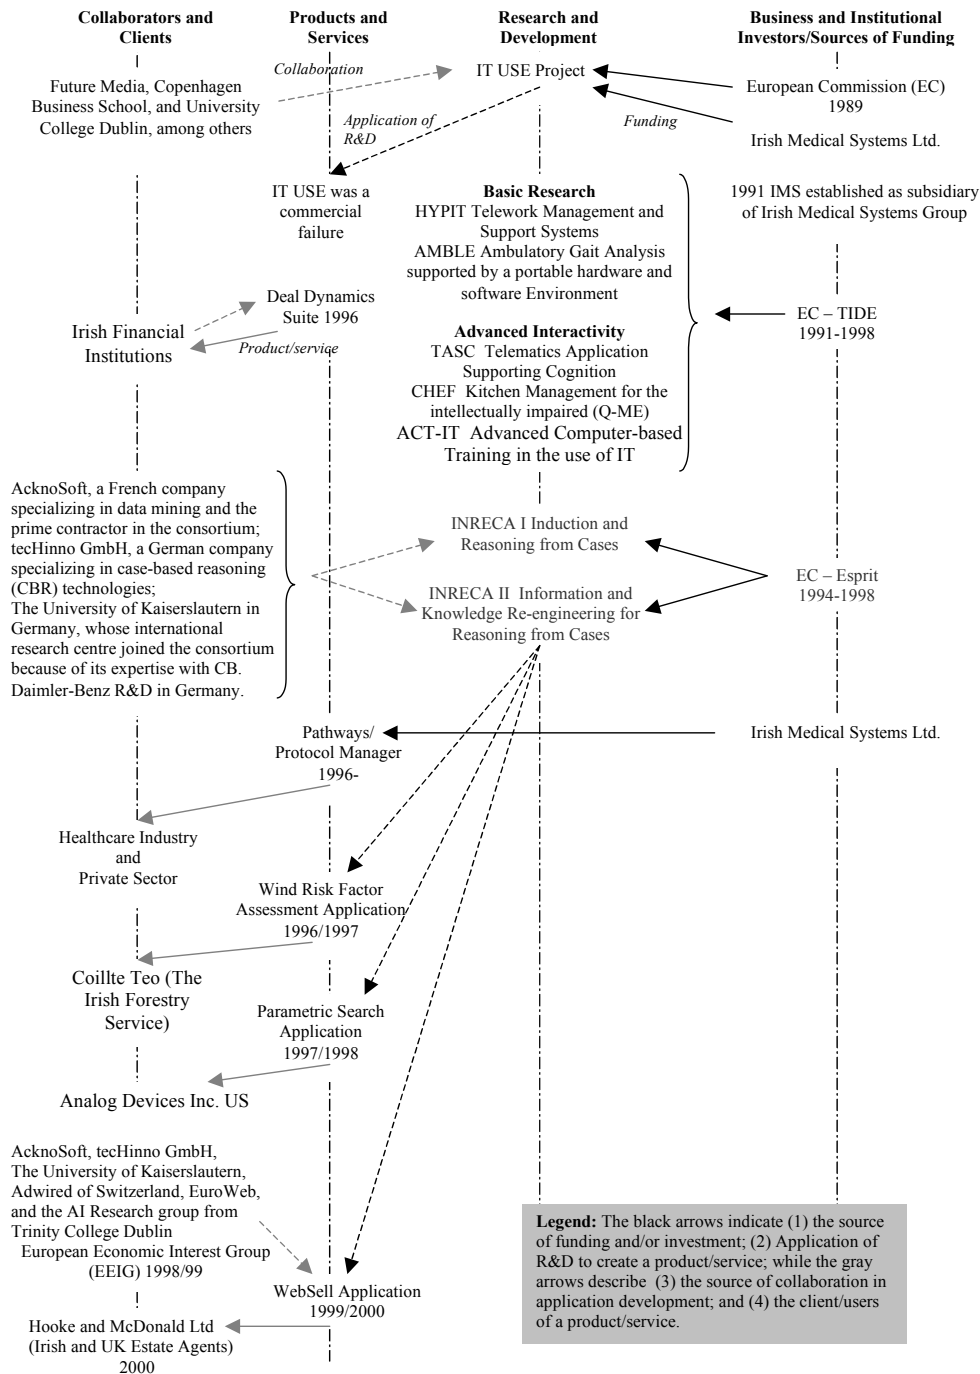 Collaborators and
Clients
Products and
Services
Research and
Development
Business and Institutional
Investors/Sources of Funding
Future Media, Copenhagen
Business School, and University
College Dublin, among others
Collaboration
IT USE Project
European Commission (EC)
1989
Application of
R&D
Funding
Irish Medical Systems Ltd.
IT USE was a
commercial
failure
Basic Research
HYPIT Telework Management and
Support Systems
AMBLE Ambulatory Gait Analysis
supported by a portable hardware and
software Environment
1991 IMS established as subsidiary
of Irish Medical Systems Group
Deal Dynamics
Suite 1996
Irish Financial
Institutions
Product/service
Advanced Interactivity
TASC Telematics Application
Supporting Cognition
CHEF Kitchen Management for the
intellectually impaired (Q-ME)
ACT-IT Advanced Computer-based
Training in the use of IT
EC – TIDE
1991-1998
AcknoSoft, a French company
specializing in data mining and the
prime contractor in the consortium;
tecHinno GmbH, a German company
specializing in case-based reasoning
(CBR) technologies;
The University of Kaiserslautern in
Germany, whose international
research centre joined the consortium
because of its expertise with CB.
Daimler-Benz R&D in Germany.
INRECA I Induction and
Reasoning from Cases
INRECA II Information and
Knowledge Re-engineering for
Reasoning from Cases
EC – Esprit
1994-1998
Pathways/
Protocol Manager
1996-
Irish Medical Systems Ltd.
Healthcare Industry
and
Private Sector
Wind Risk Factor
Assessment Application
1996/1997
Coillte Teo (The
Irish Forestry
Service)
Parametric Search
Application
1997/1998
Analog Devices Inc. US
AcknoSoft, tecHinno GmbH,
The University of Kaiserslautern,
Adwired of Switzerland, EuroWeb,
and the AI Research group from
Trinity College Dublin
European Economic Interest Group
(EEIG) 1998/99
WebSell Application
1999/2000
Hooke and McDonald Ltd
(Irish and UK Estate Agents)
2000
Legend: The black arrows indicate (1) the source
of funding and/or investment; (2) Application of
R&D to create a product/service; while the gray
arrows describe (3) the source of collaboration in
application development; and (4) the client/users
of a product/service.